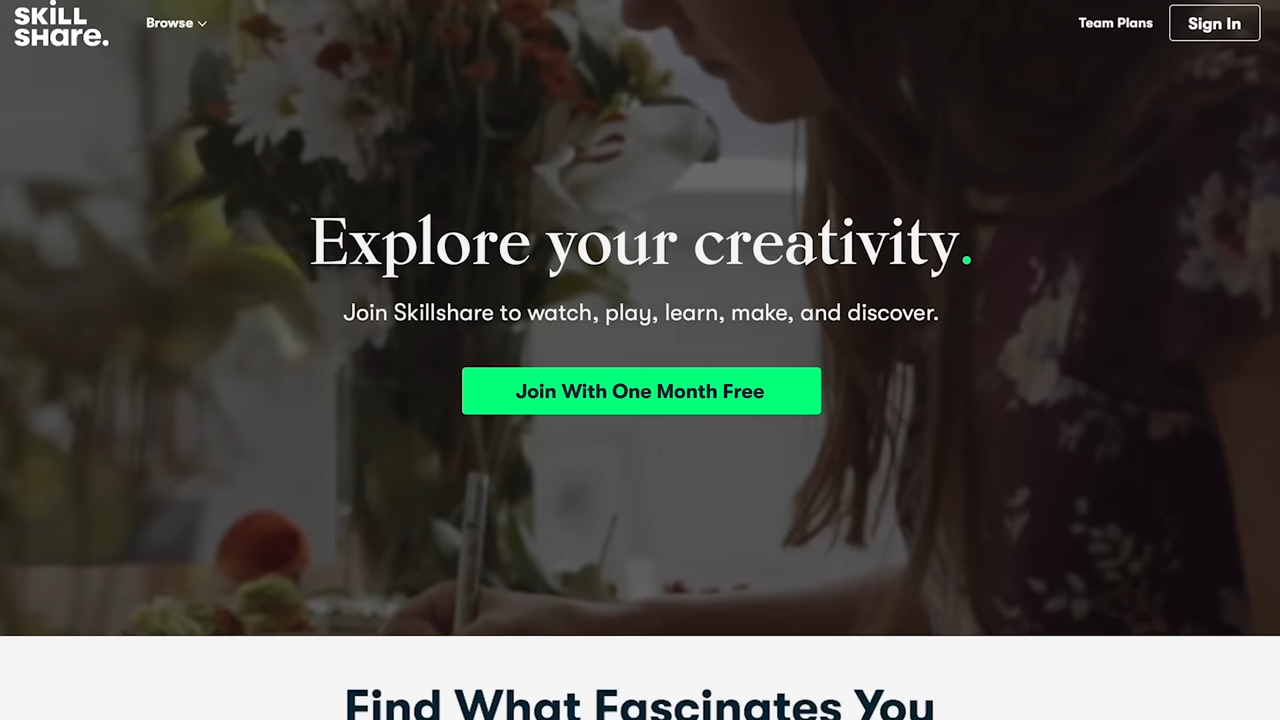 SKiLL
SHare.
Browse
Team Plans
Sign In
Explore your creativity.
Join Skillshare to watch, play, learn, make, and discover.
Join With One Month Free
Find What Fascinates You